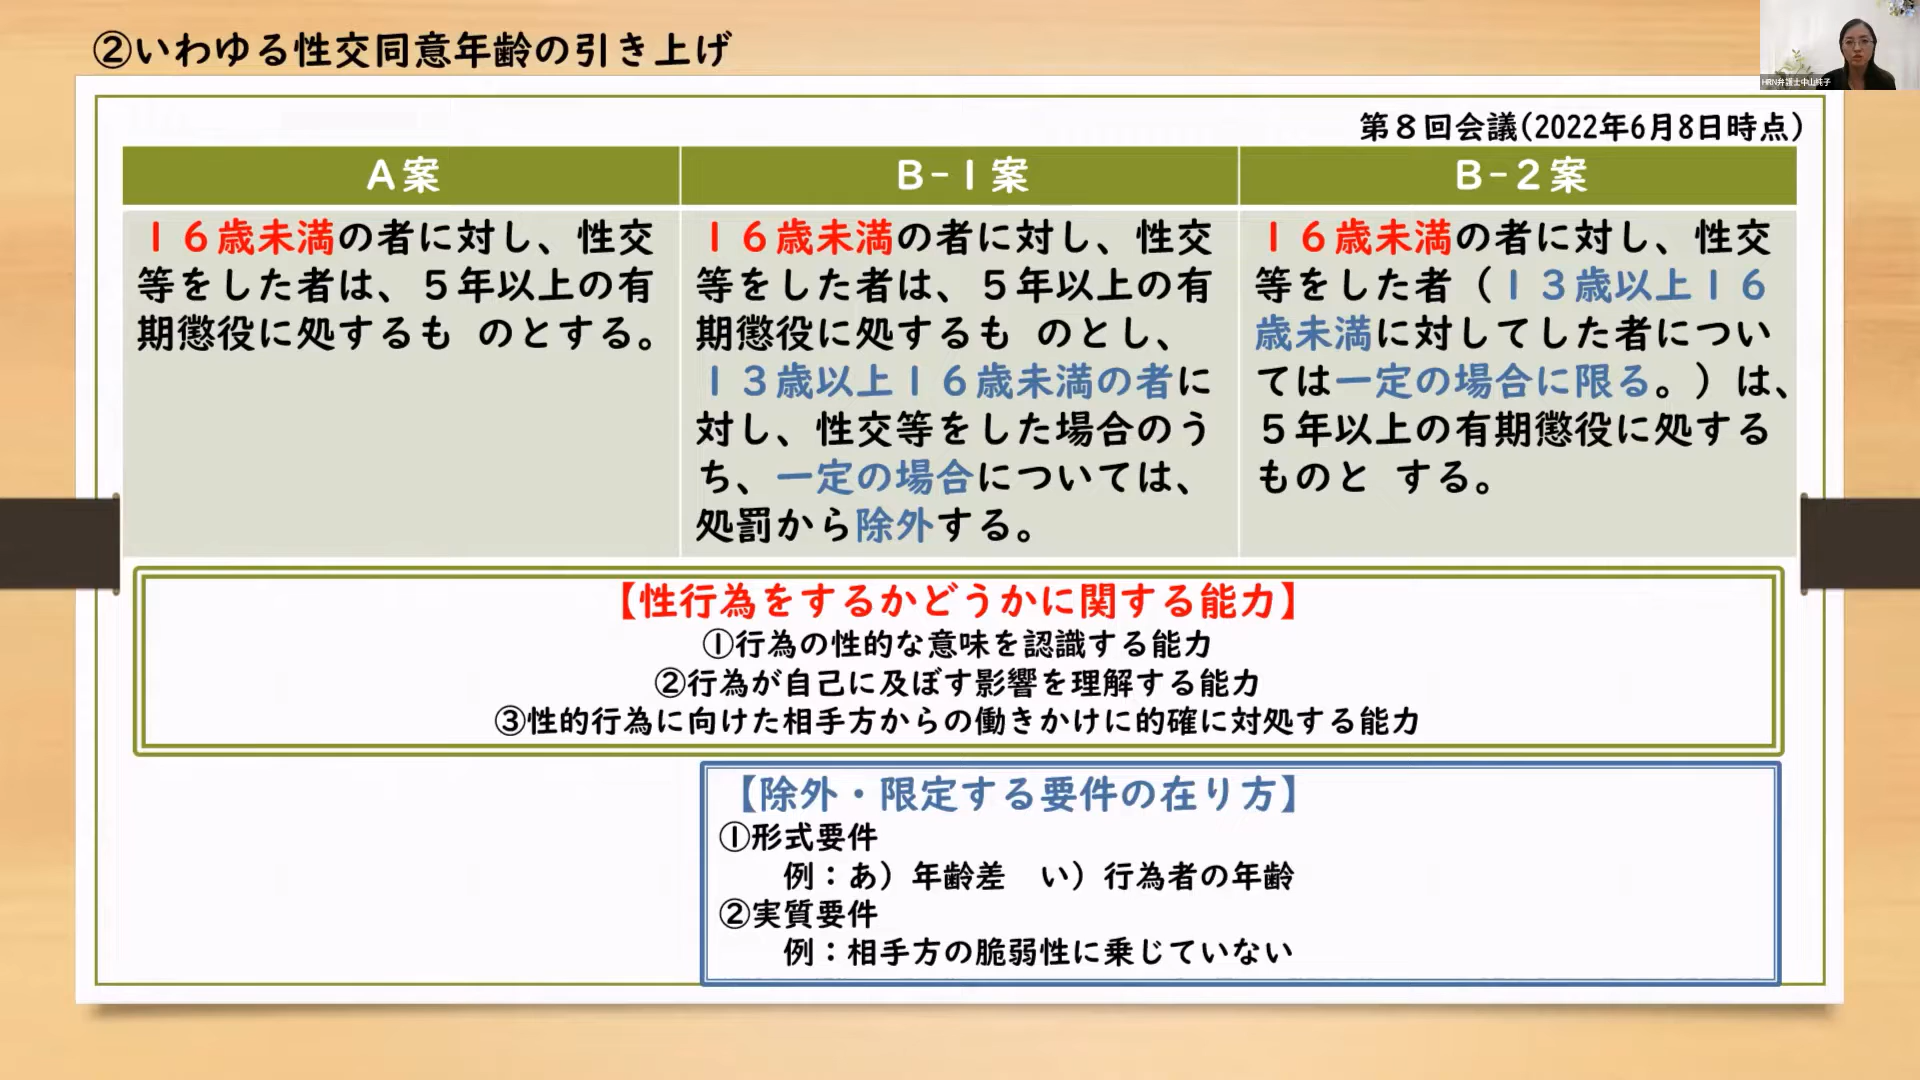 ②いわゆる性交同意年齢の引き上げ
HRN弁護士中山純子
第８回会議(2022年6月8日時点)
Ａ案
Ｂ-１案
Ｂ-２案
１６歳未満の者に対し、性交
等をした者は、５年以上の有
期懲役に処するも のとする。
１６歳未満の者に対し、性交
等をした者は、５年以上の有
期懲役に処するも のとし、
１３歳以上１６歳未満の者に
対し、性交等をした場合のう
ち、一定の場合については、
処罰から除外する。
１６歳未満の者に対し、性交
等をした者（１３歳以上１６
歳未満に対してした者につい
ては一定の場合に限る。）は、
５年以上の有期懲役に処する
ものと する。
【性行為をするかどうかに関する能力】
①行為の性的な意味を認識する能力
②行為が自己に及ぼす影響を理解する能力
③性的行為に向けた相手方からの働きかけに的確に対処する能力
【除外・限定する要件の在り方】
①形式要件
例：あ）年齢差　い）行為者の年齢
②実質要件
例：相手方の脆弱性に乗じていない